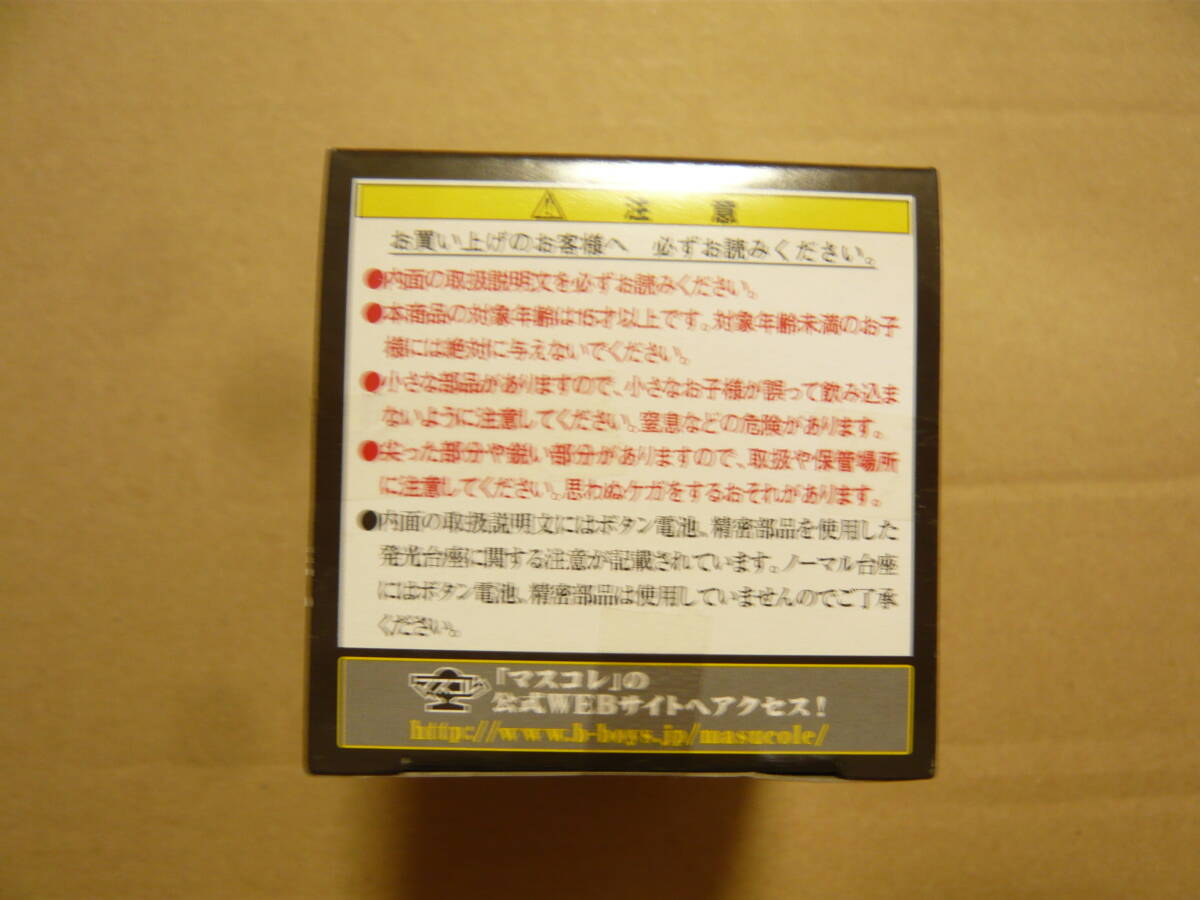 ⚠ 注意
お買い上げのお客様へ 必ずお読みください。
●内面の取扱説明文を必ずお読みください。
●本商品の対象年齢は15才以上です。対象年齢未満のお子
様には絶対に与えないでください。
●小さな部品がありますので、小さなお子様が誤って飲み込ま
ないように注意してください。窒息などの危険があります。
●尖った部分や鋭い部分がありますので、取扱や保管場所
に注意してください。思わぬケガをするおそれがあります。
●内面の取扱説明文にはボタン電池、精密部品を使用した
発光台座に関する注意が記載されています。ノーマル台座
にはボタン電池、精密部品は使用していませんのでご了承
ください。
マスコレ
「マスコレ」の
公式WEBサイトへアクセス!
http://www.b-boys.jp/masucole/